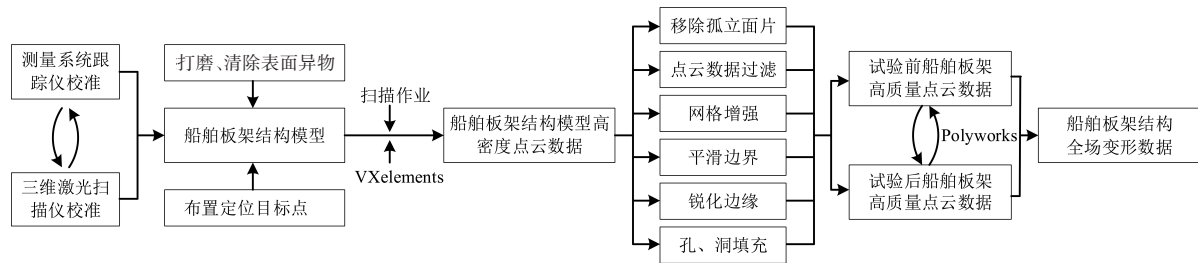 测量系统跟
踪仪校准
三维激光扫
描仪校准
打磨、清除表面异物
船舶板架结构模型
布置定位目标点
扫描作业
VXelements
船舶板架结构模型高
密度点云数据
移除孤立面片
点云数据过滤
网格增强
平滑边界
锐化边缘
孔、洞填充
试验前船舶板架
高质量点云数据
Polyworks
试验后船舶板架
高质量点云数据
船舶板架结构
全场变形数据